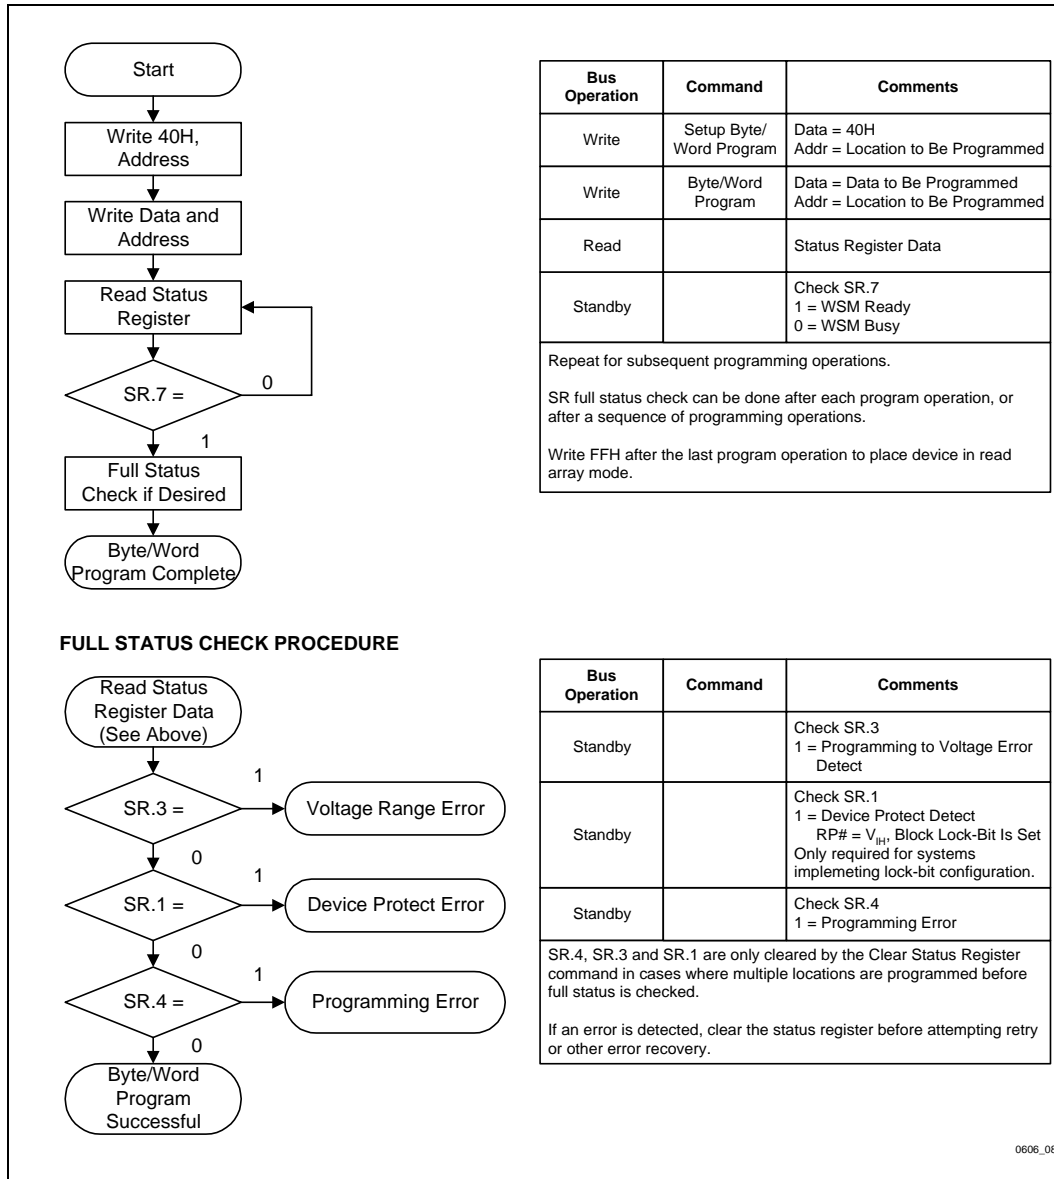 Start
Write 40H,
Address
Write Data and
Address
Read Status
Register
SR.7 =
0
1
Full Status
Check if Desired
Byte/Word
Program Complete
Bus
Operation
Command
Comments
Write
Setup Byte/
Word Program
Data = 40H
Addr = Location to Be Programmed
Write
Byte/Word
Program
Data = Data to Be Programmed
Addr = Location to Be Programmed
Read
Status Register Data
Standby
Check SR.7
1 = WSM Ready
0 = WSM Busy
Repeat for subsequent programming operations.
SR full status check can be done after each program operation, or
after a sequence of programming operations.
Write FFH after the last program operation to place device in read
array mode.
FULL STATUS CHECK PROCEDURE
Read Status
Register Data
(See Above)
SR.3 =
1
Voltage Range Error
0
SR.1 =
1
Device Protect Error
0
SR.4 =
1
Programming Error
0
Byte/Word
Program
Successful
Bus
Operation
Command
Comments
Standby
Check SR.3
1 = Programming to Voltage Error
Detect
Standby
Check SR.1
1 = Device Protect Detect
RP# = VIH, Block Lock-Bit Is Set
Only required for systems
implemeting lock-bit configuration.
Standby
Check SR.4
1 = Programming Error
SR.4, SR.3 and SR.1 are only cleared by the Clear Status Register
command in cases where multiple locations are programmed before
full status is checked.
If an error is detected, clear the status register before attempting retry
or other error recovery.
0606_08